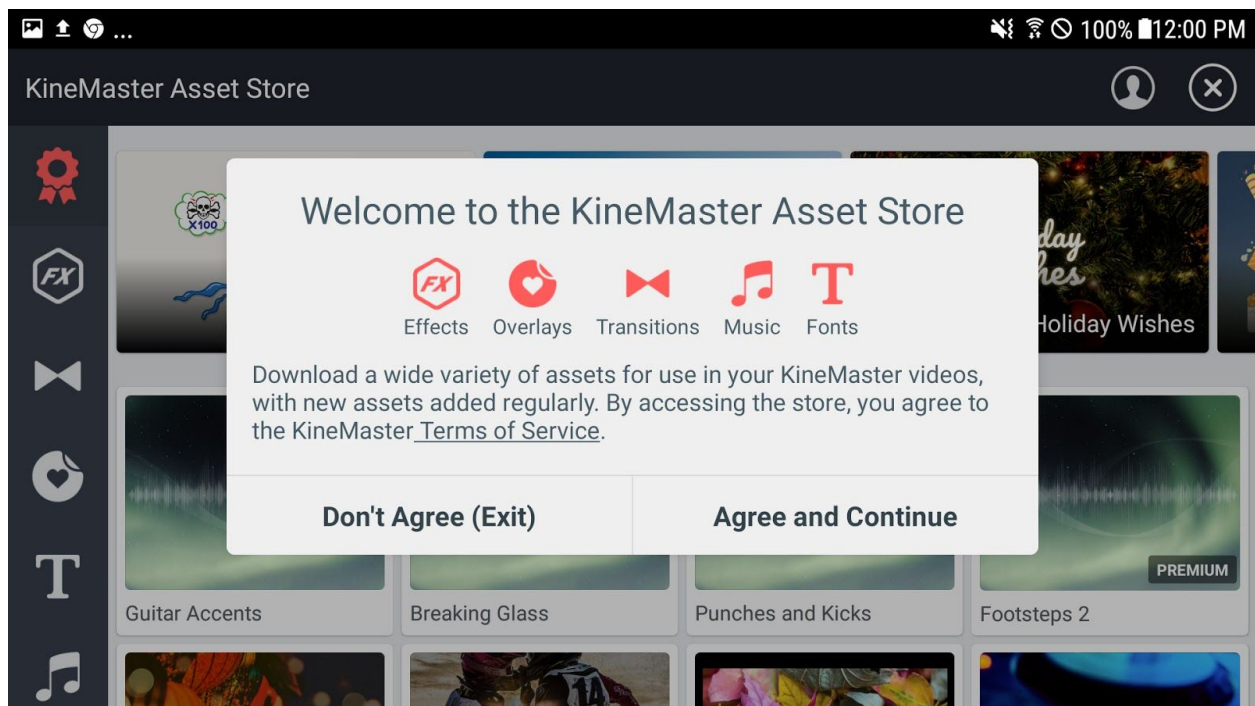 ... 100% 12:00 PM
KineMaster Asset Store
X100
Welcome to the KineMaster Asset Store
FX
FX
T
Effects Overlays Transitions Music Fonts
Holiday Wishes
Download a wide variety of assets for use in your KineMaster videos,
with new assets added regularly. By accessing the store, you agree to
the KineMaster Terms of Service.
Don't Agree (Exit) Agree and Continue
T
PREMIUM
Guitar Accents Breaking Glass Punches and Kicks Footsteps 2
14